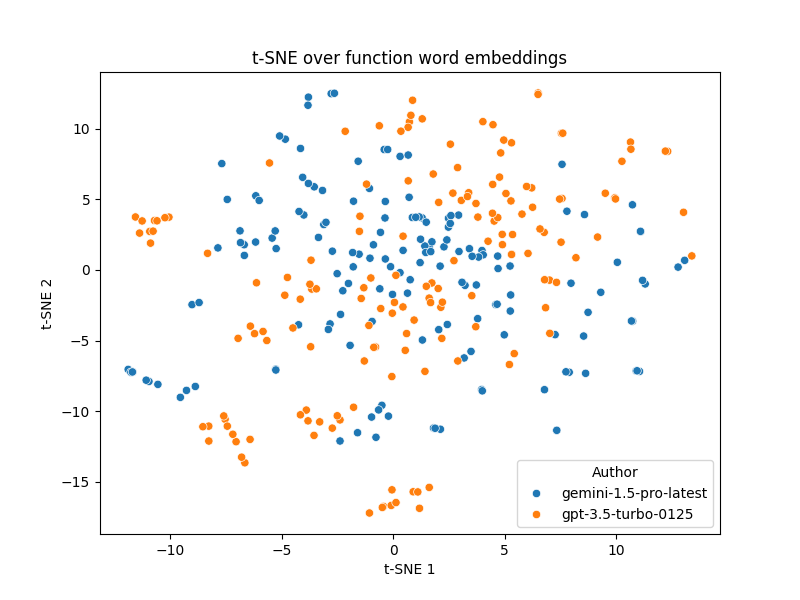 t-SNE over function word embeddings
10
5
0
−5
−10
−15
t-SNE 2
−10
−5
0
5
10
t-SNE 1
Author
gemini-1.5-pro-latest
gpt-3.5-turbo-0125